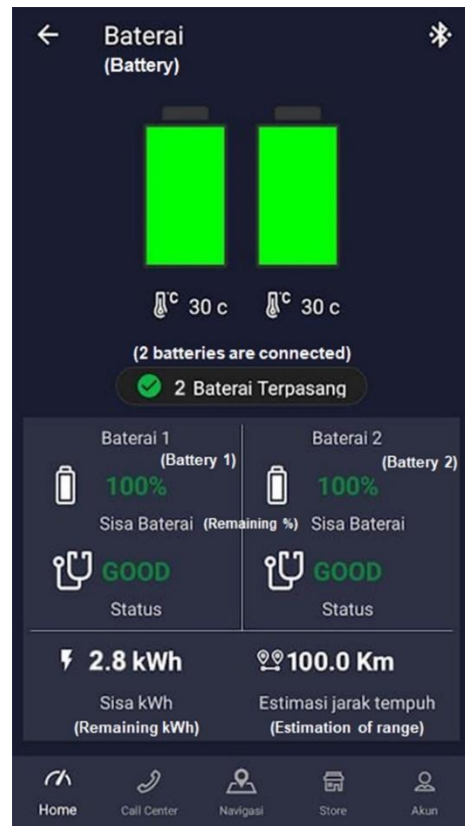 Baterai
(Battery)
°C 30 c °C 30 c
(2 batteries are connected)
2 Baterai Terpasang
Baterai 1 Baterai 2
(Battery 1) (Battery 2)
100% 100%
Sisa Baterai (Remaining %) Sisa Baterai
GOOD GOOD
Status Status
2.8 kWh 100.0 Km
Sisa kWh Estimasi jarak tempuh
(Remaining kWh) (Estimation of range)
Home Call Center Navigasi Store Akun